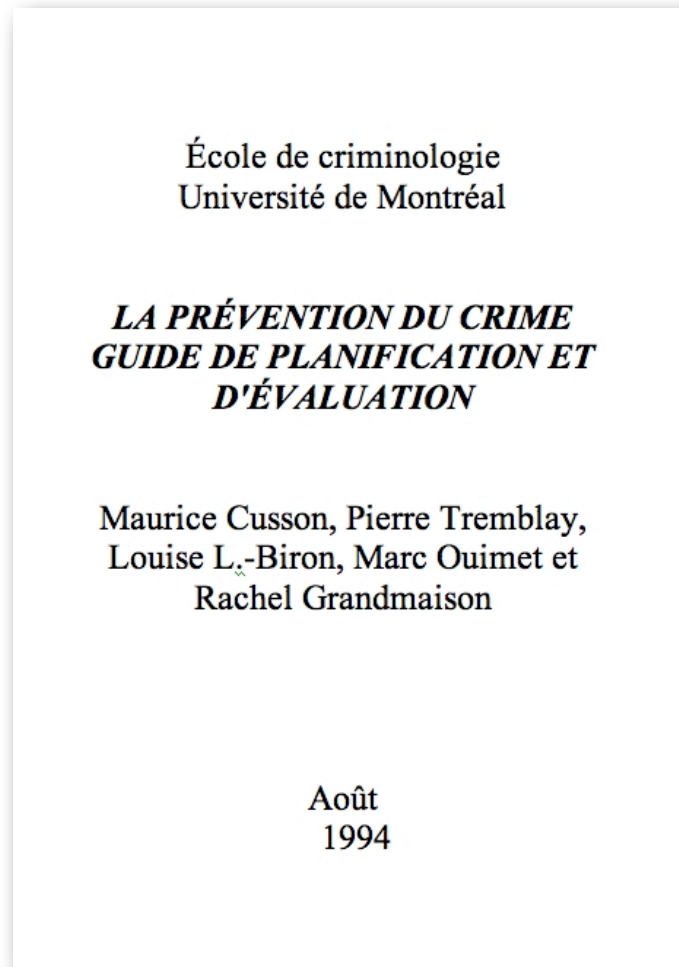 École de criminologie
Université de Montréal
LA PRÉVENTION DU CRIME
GUIDE DE PLANIFICATION ET
D'ÉVALUATION
Maurice Cusson, Pierre Tremblay,
Louise L.-Biron, Marc Ouimet et
Rachel Grandmaison
Août
1994